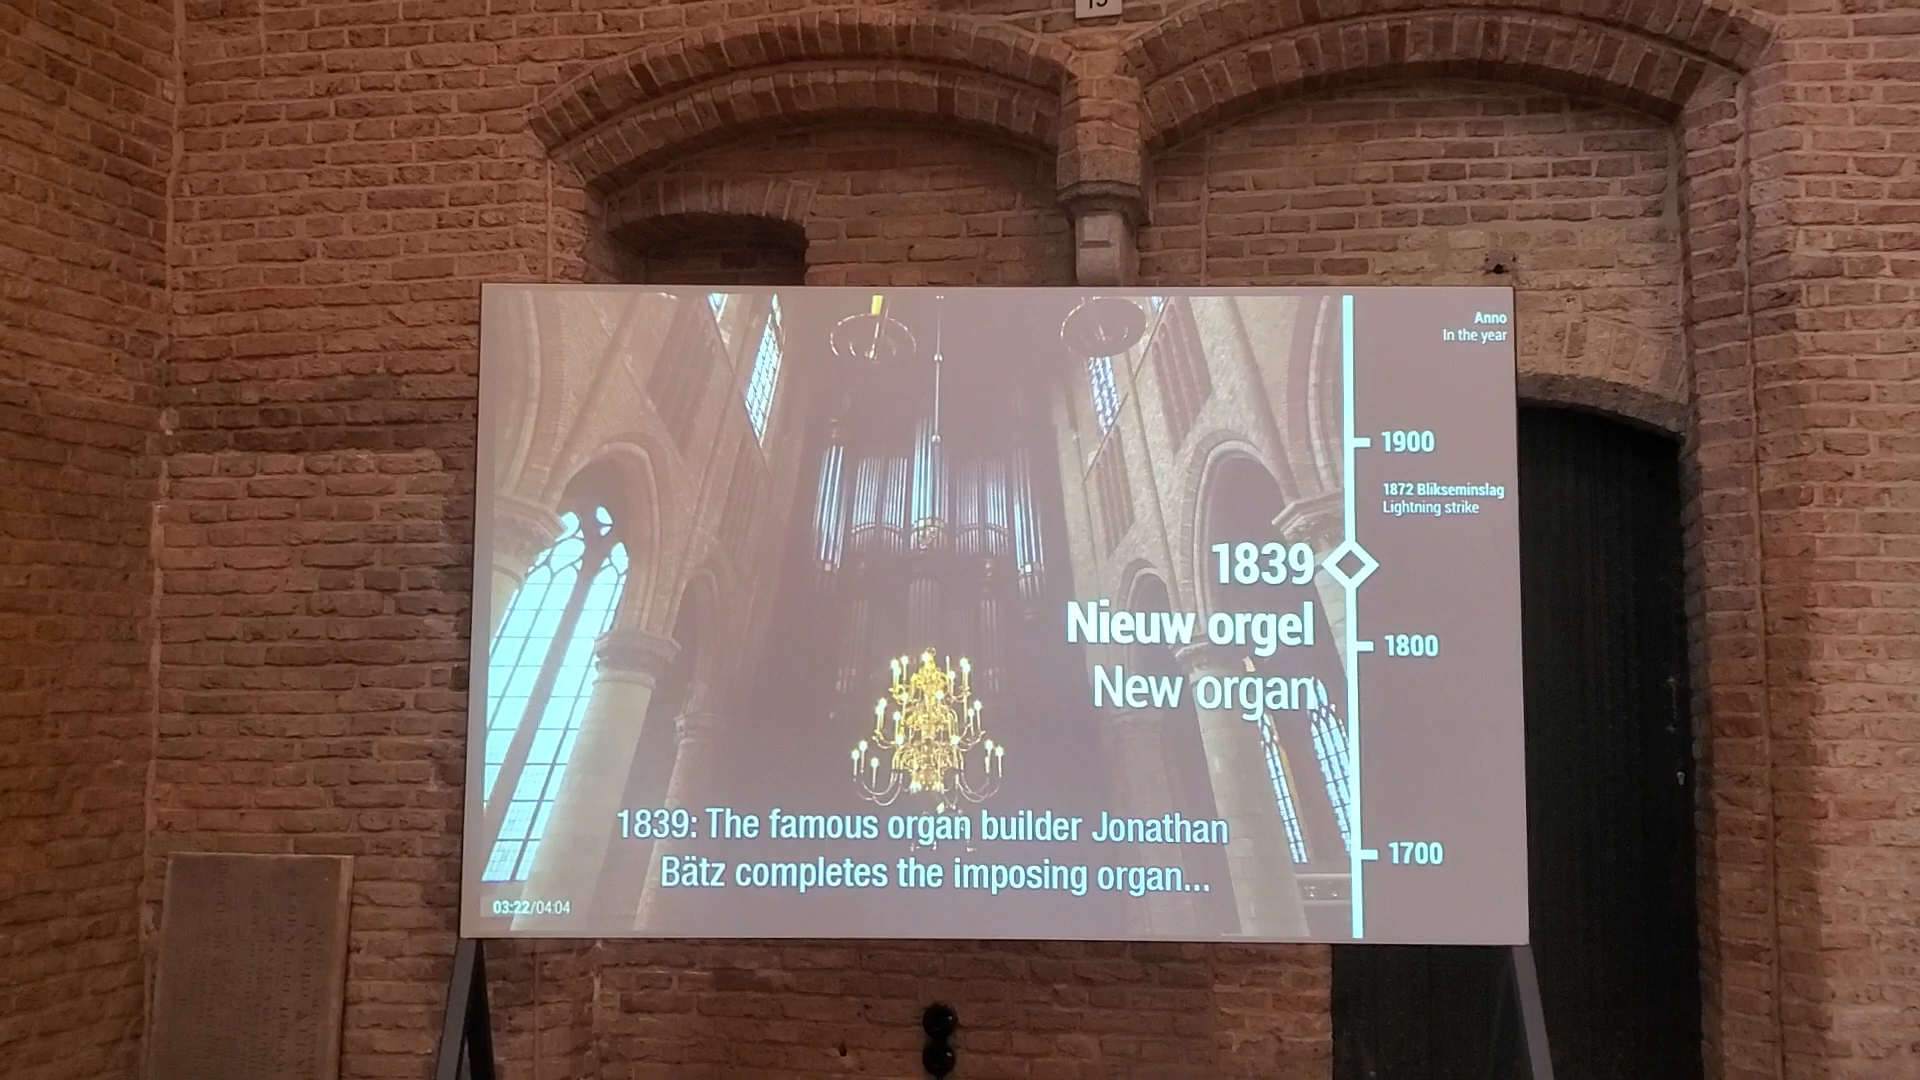 Anno
In the year
1900
1872 Blikseminslag
Lightning strike
1839
Nieuw orgel
New organ
1800
1839: The famous organ builder Jonathan
Bätz completes the imposing organ...
1700
03:22/04:04